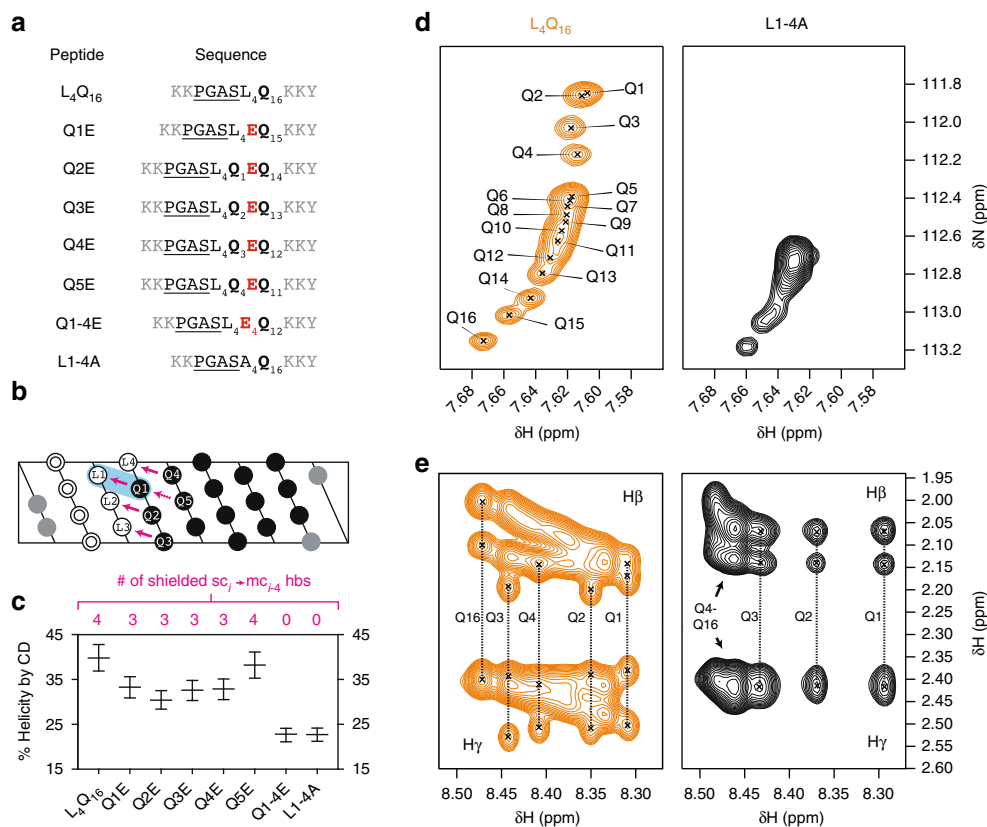 a
Peptide Sequence
L4Q16 KKPGASL4Q16KKY
Q1E KKPGASL4EQ15KKY
Q2E KKPGASL4Q1EQ14KKY
Q3E KKPGASL4Q2EQ13KKY
Q4E KKPGASL4Q3EQ12KKY
Q5E KKPGASL4Q4EQ11KKY
Q1-4E KKPGASL4E4Q12KKY
L1-4A KKPGASA4Q16KKY
b
L1 L4 Q4
Q1
L2 Q5
Q2
L3
Q3
# of shielded sci→mci-4 hbs
c
4 3 3 3 3 4 0 0
45 45
35 35
25 25
15 15
% Helicity by CD
L4Q16 Q1E Q2E Q3E Q4E Q5E Q1-4E L1-4A
d
L4Q16 L1-4A
Q2 Q1
Q3
Q4
Q6 Q5
Q8 Q7
Q10 Q9
Q12 Q11
Q14 Q13
Q16 Q15
111.8
112.0
112.2
112.4
112.6
112.8
113.0
113.2
δN (ppm)
7.68 7.66 7.64 7.62 7.60 7.58
7.68 7.66 7.64 7.62 7.60 7.58
δH (ppm) δH (ppm)
e
Hβ Hβ
Q16 Q3 Q4 Q2 Q1
Q4-
Q16
Q3 Q2 Q1
Hγ Hγ
1.95
2.00
2.05
2.10
2.15
2.20
2.25
2.30
2.35
2.40
2.45
2.50
2.55
2.60
δH (ppm)
8.50 8.45 8.40 8.35 8.30
8.50 8.45 8.40 8.35 8.30
δH (ppm) δH (ppm)